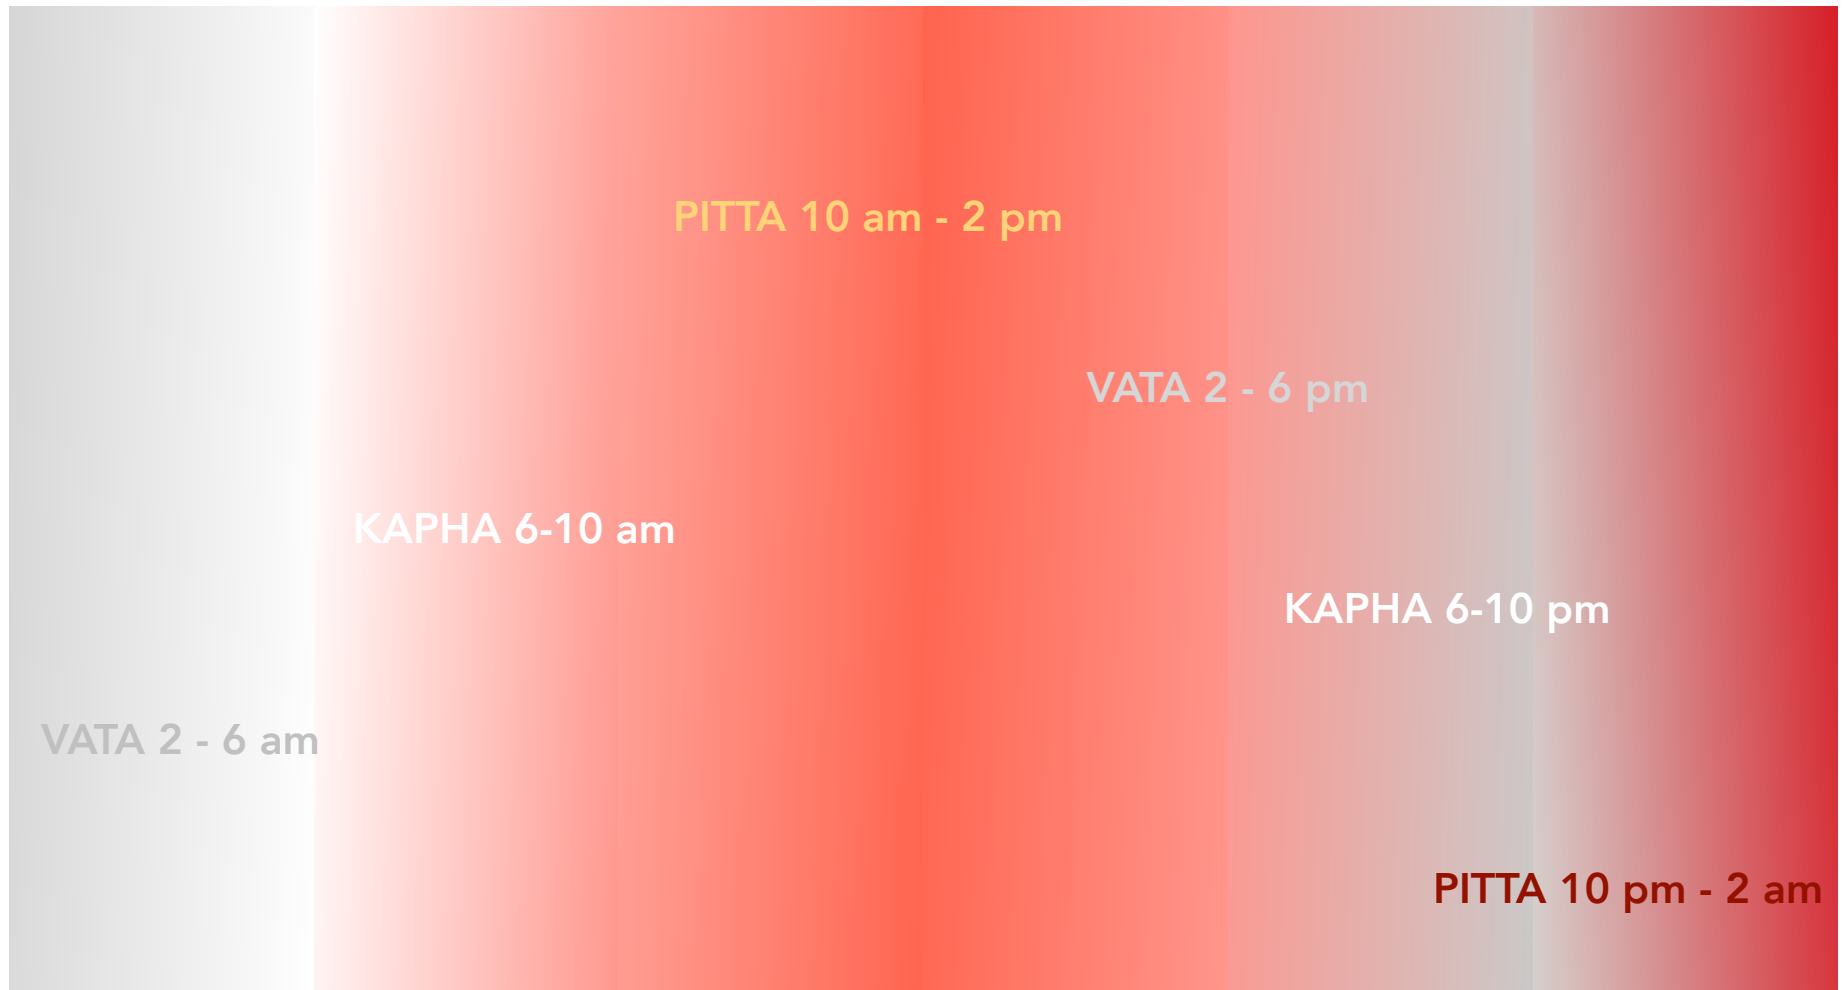 PITTA 10 am - 2 pm
VATA 2 - 6 pm
KAPHA 6-10 am
KAPHA 6-10 pm
VATA 2 - 6 am
PITTA 10 pm - 2 am